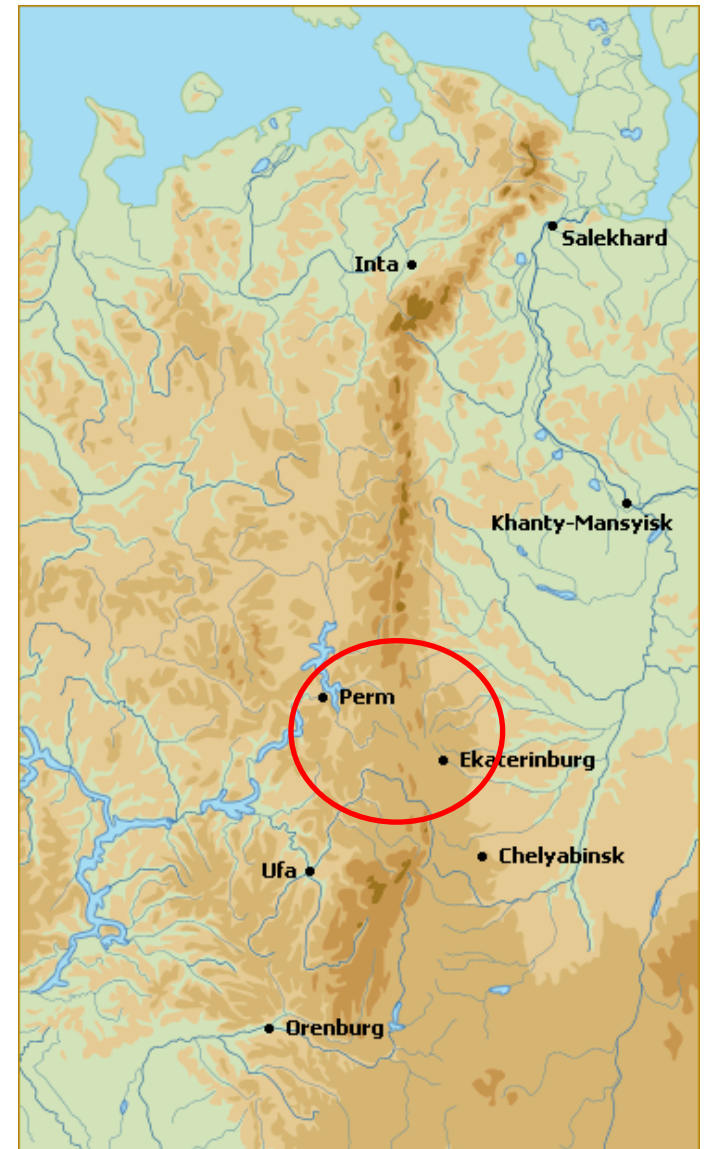 Salekhard
Inta
Khanty-Mansyisk
Perm
Ekaterinburg
Chelyabinsk
Ufa
Orenburg